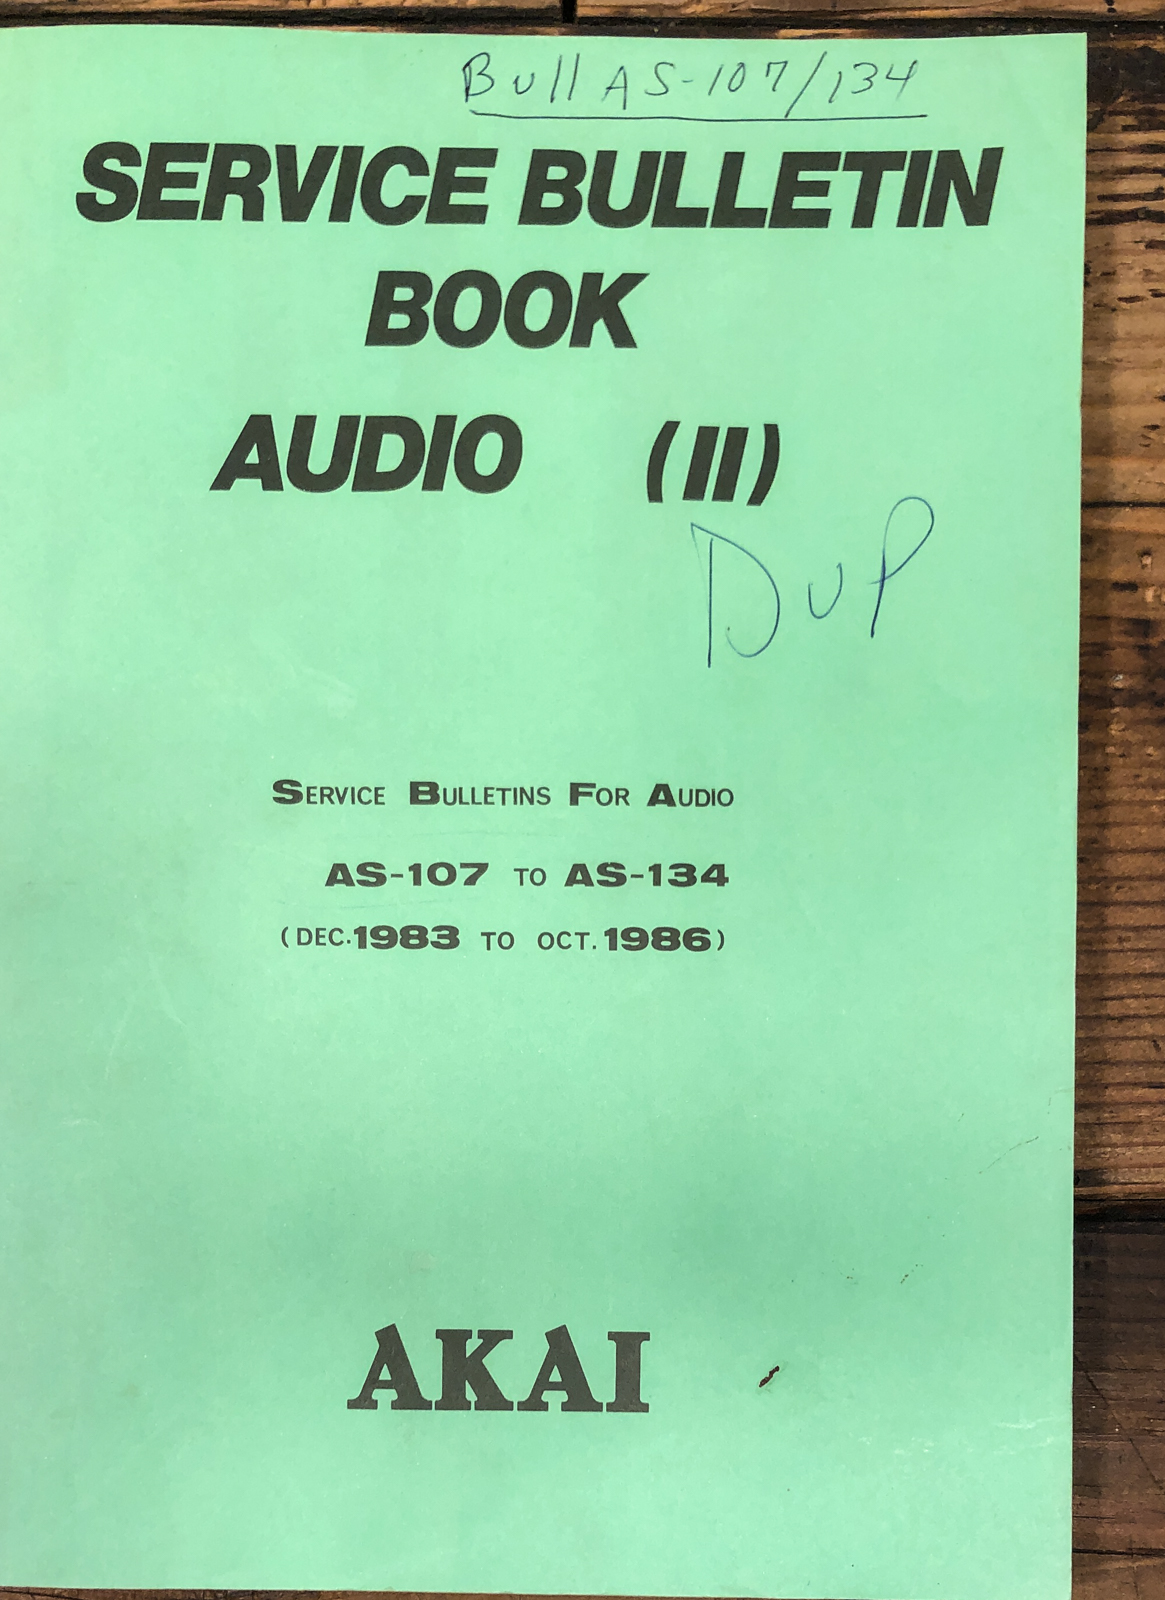 Bull AS-107/134
SERVICE BULLETIN
BOOK
AUDIO (II)
DUP
SERVICE BULLETINS FOR AUDIO
AS-107 TO AS-134
(DEC.1983 TO OCT.1986)
AKAI